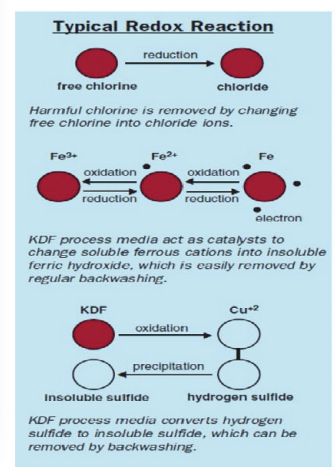 Typical Redox Reaction
reduction
free chlorine
chloride
Harmful chlorine is removed by changing
free chlorine into chloride ions.
Fe3+
Fe2+
Fe
oxidation
oxidation
reduction
reduction
electron
KDF process media act as catalysts to
change soluble ferrous cations into insoluble
ferric hydroxide, which is easily removed by
regular backwashing.
KDF
Cu+2
oxidation
precipitation
insoluble sulfide
hydrogen sulfide
KDF process media converts hydrogen
sulfide to insoluble sulfide, which can be
removed by backwashing.